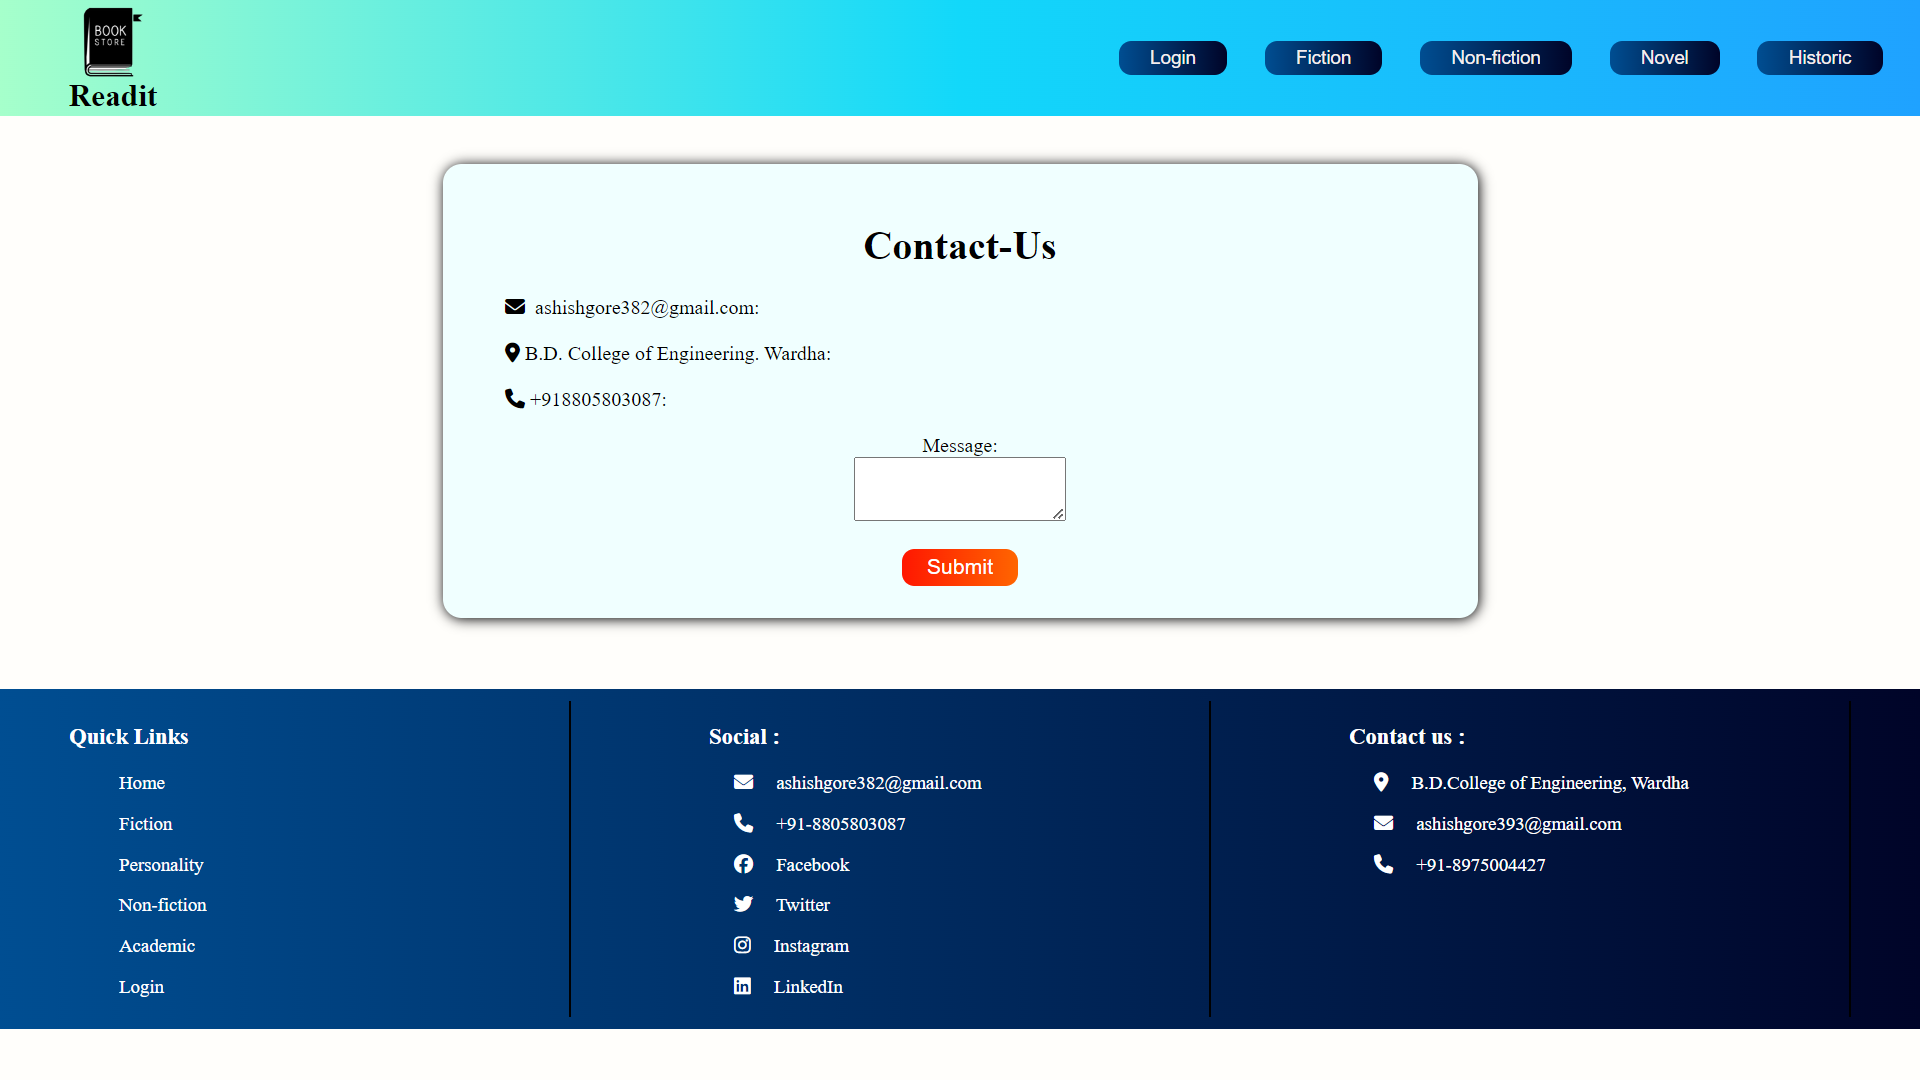 BOOK
STORE
Readit
Login
Fiction
Non-fiction
Novel
Historic
Contact-Us
ashishgore382@gmail.com:
B.D. College of Engineering. Wardha:
+918805803087:
Message:
Submit
Quick Links
Home
Fiction
Personality
Non-fiction
Academic
Login
Social :
ashishgore382@gmail.com
+91-8805803087
Facebook
Twitter
Instagram
LinkedIn
Contact us :
B.D.College of Engineering, Wardha
ashishgore393@gmail.com
+91-8975004427